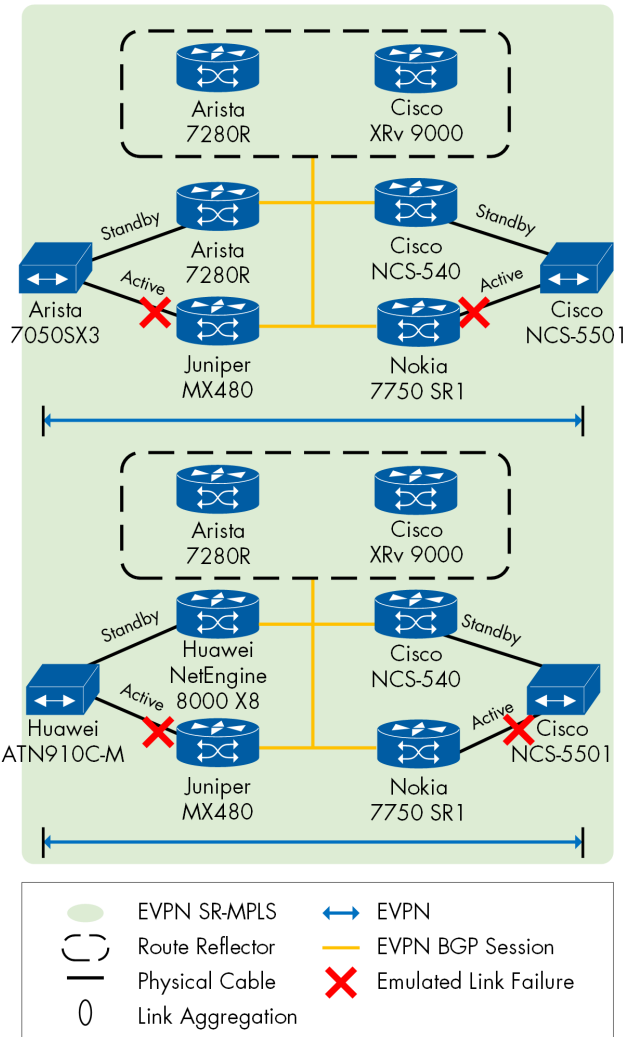 Arista
7280R
Cisco
XRv 9000
Standby
Arista
7280R
Cisco
NCS-540
Standby
Active
Active
Arista
7050SX3
Juniper
MX480
Nokia
7750 SR1
Cisco
NCS-5501
Arista
7280R
Cisco
XRv 9000
Standby
Huawei
NetEngine
8000 X8
Cisco
NCS-540
Standby
Active
Active
Huawei
ATN910C-M
Juniper
MX480
Nokia
7750 SR1
Cisco
NCS-5501
EVPN SR-MPLS
EVPN
Route Reflector
EVPN BGP Session
Physical Cable
Emulated Link Failure
Link Aggregation